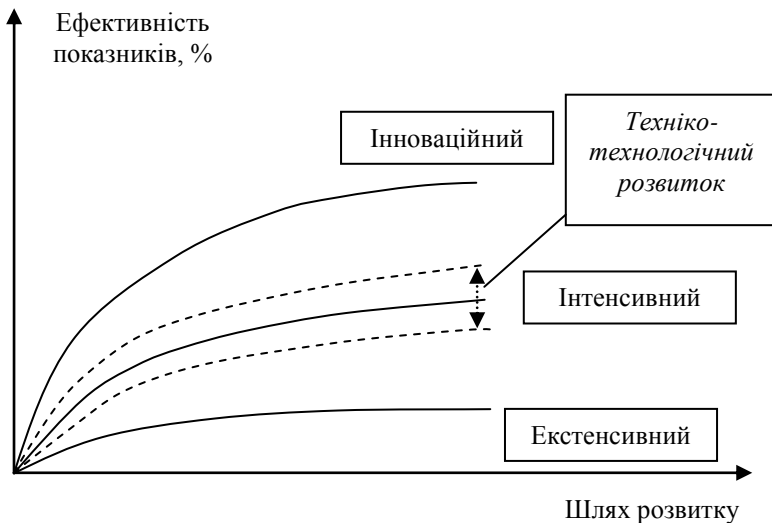 Ефективність
показників, %
Інноваційний
Техніко-
технологічний
розвиток
Інтенсивний
Екстенсивний
Шлях розвитку